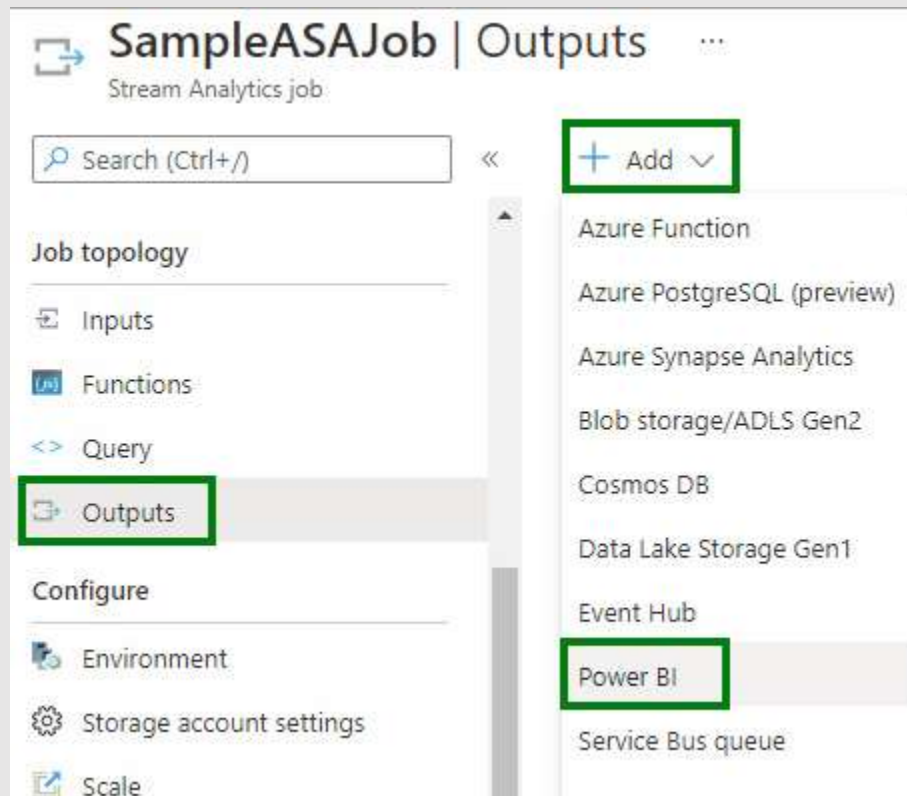 SampleASAJob | Outputs ...
Stream Analytics job
Search (Ctrl+/)
«
Job topology
Inputs
Functions
<> Query
Outputs
Configure
Environment
Storage account settings
Scale
+ Add
Azure Function
Azure PostgreSQL (preview)
Azure Synapse Analytics
Blob storage/ADLS Gen2
Cosmos DB
Data Lake Storage Gen1
Event Hub
Power BI
Service Bus queue